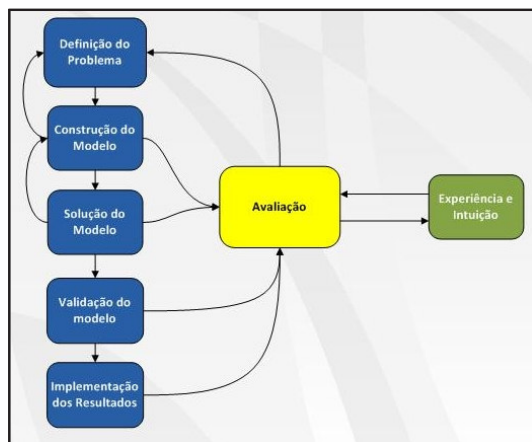 Definição do
Problema
Construção do
Modelo
Solução do
Modelo
Avaliação
Experiência e
Intuição
Validação do
modelo
Implementação
dos Resultados